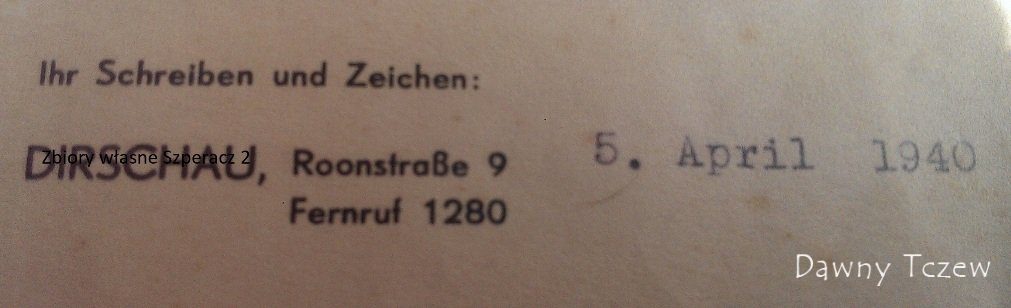 Ihr Schreiben und Zeichen:
Zbiory własne Szperacz 2
DIRSCHAU, Roonstraße 9 5. April 1940
Fernruf 1280
Dawny Tczew